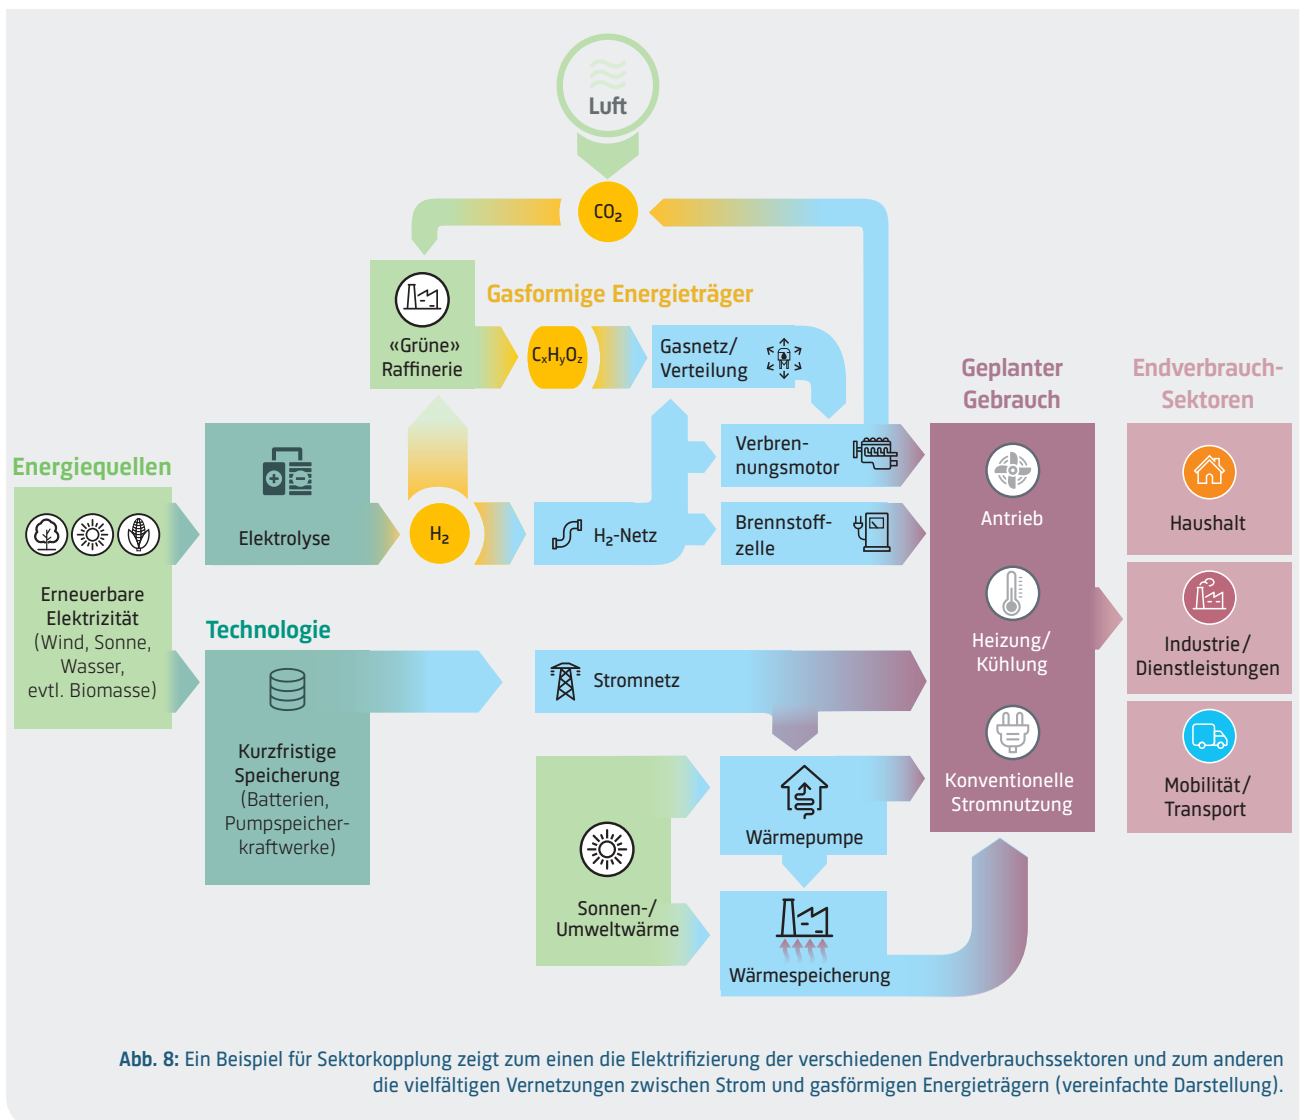 Luft
CO₂
Gasformige Energieträger
«Grüne»
Raffinerie
CₓHᵧO_z
Gasnetz/
Verteilung
Geplanter
Gebrauch
Endverbrauch-
Sektoren
Energiequellen
Erneuerbare
Elektrizität
(Wind, Sonne,
Wasser,
evtl. Biomasse)
Elektrolyse
H₂
H₂-Netz
Verbren-
nungsmotor
Brennstoff-
zelle
Antrieb
Heizung/
Kühlung
Konventionelle
Stromnutzung
Haushalt
Industrie/
Dienstleistungen
Mobilität/
Transport
Technologie
Kurzfristige
Speicherung
(Batterien,
Pumpspeicher-
kraftwerke)
Stromnetz
Sonnen-/
Umweltwärme
Wärmepumpe
Wärmespeicherung
Abb. 8: Ein Beispiel für Sektorkopplung zeigt zum einen die Elektrifizierung der verschiedenen Endverbrauchssektoren und zum anderen
die vielfältigen Vernetzungen zwischen Strom und gasförmigen Energieträgern (vereinfachte Darstellung).